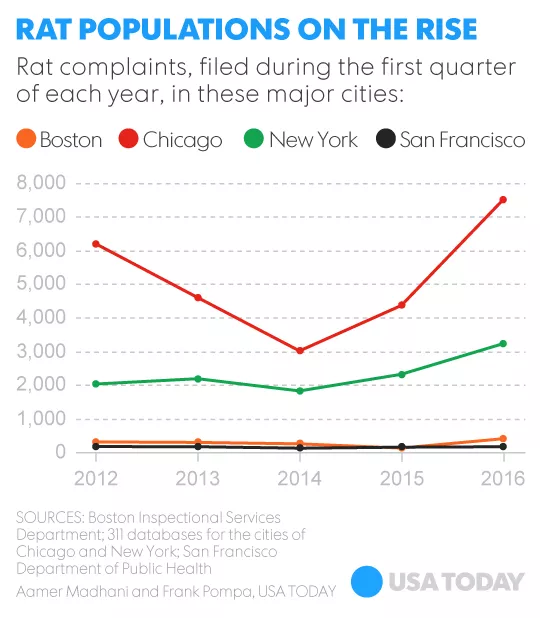 RAT POPULATIONS ON THE RISE
Rat complaints, filed during the first quarter
of each year, in these major cities:
Boston Chicago New York San Francisco
8,000
7,000
6,000
5,000
4,000
3,000
2,000
1,000
0
2012 2013 2014 2015 2016
SOURCES: Boston Inspectional Services
Department; 311 databases for the cities of
Chicago and New York; San Francisco
Department of Public Health
Aamer Madhani and Frank Pompa, USA TODAY
USA TODAY